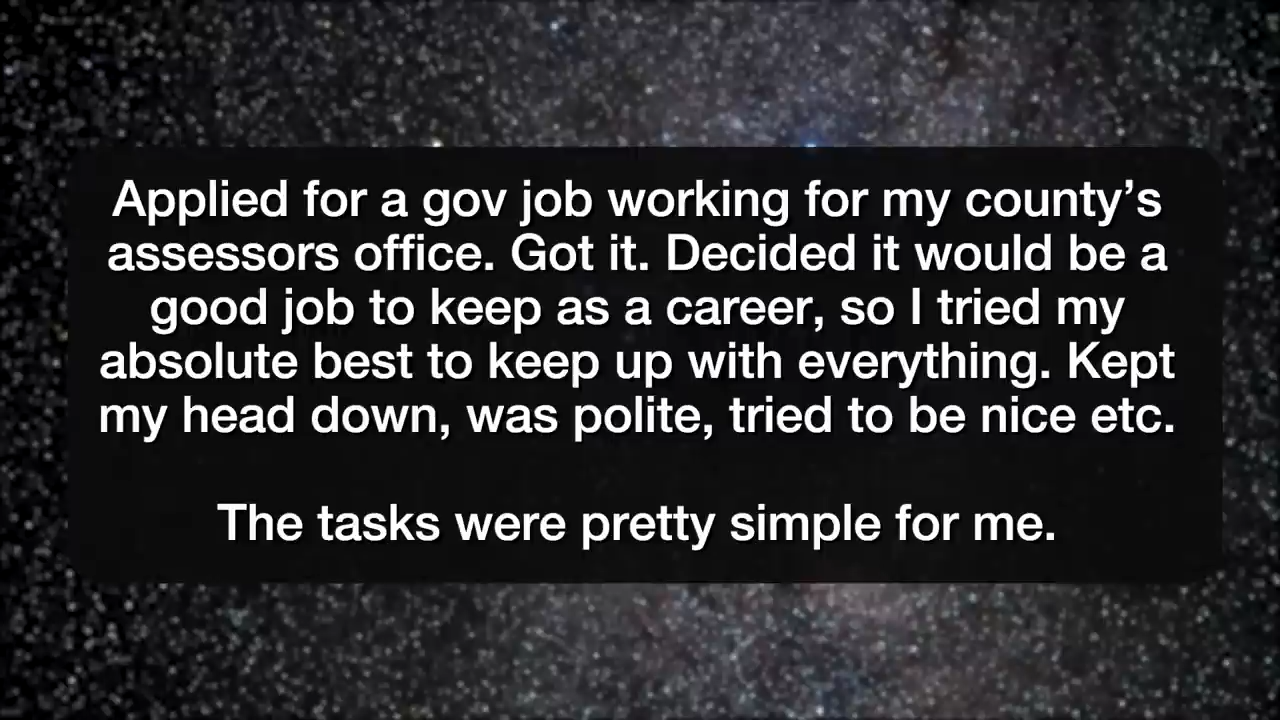 Applied for a gov job working for my county’s
assessors office. Got it. Decided it would be a
good job to keep as a career, so I tried my
absolute best to keep up with everything. Kept
my head down, was polite, tried to be nice etc.
The tasks were pretty simple for me.